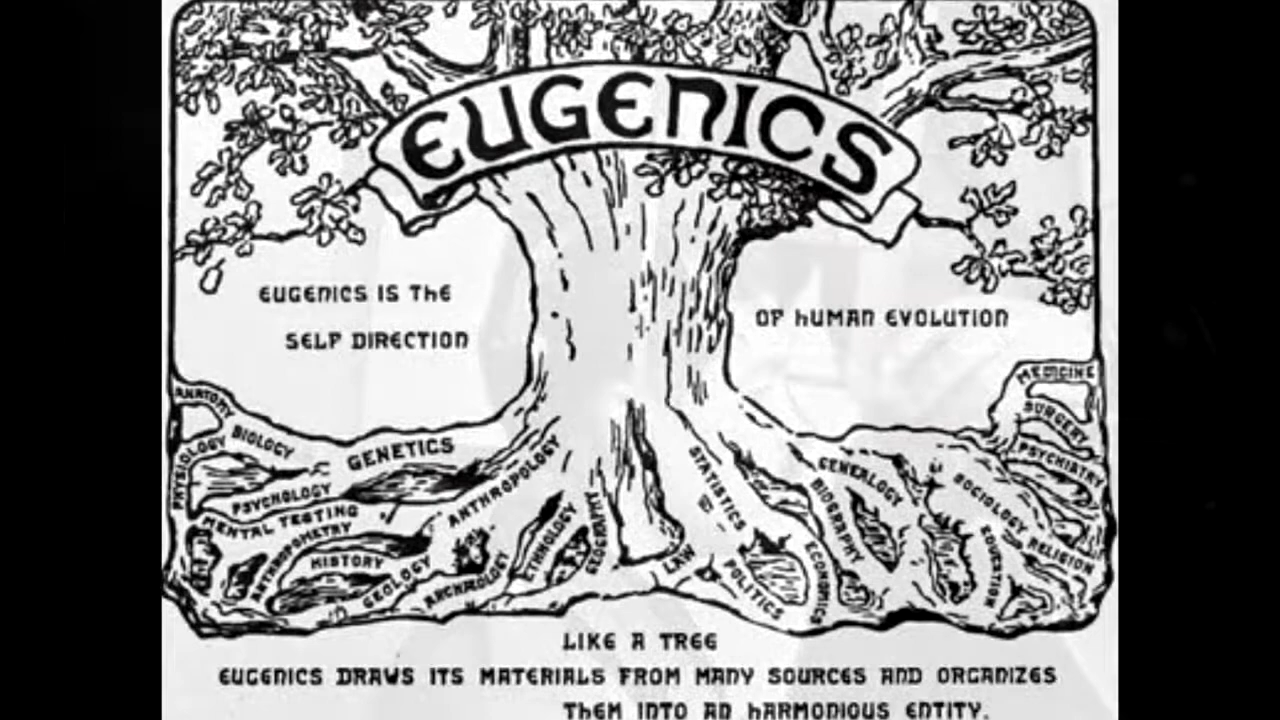 EUGENICS
EUGENICS IS THE
SELF DIRECTION
OF HUMAN EVOLUTION
ANATOMY
PHYSIOLOGY
BIOLOGY
GENETICS
PSYCHOLOGY
MENTAL TESTING
ANTHROPOMETRY
HISTORY
GEOLOGY
ANTHROPOLOGY
ARCHAEOLOGY
ETHNOLOGY
GEOGRAPHY
LAW
STATISTICS
POLITICS
ECONOMICS
BIOGRAPHY
GENEALOGY
EDUCATION
SOCIOLOGY
RELIGION
PSYCHIATRY
SURGERY
MEDICINE
LIKE A TREE
EUGENICS DRAWS ITS MATERIALS FROM MANY SOURCES AND ORGANIZES
THEM INTO AN HARMONIOUS ENTITY.